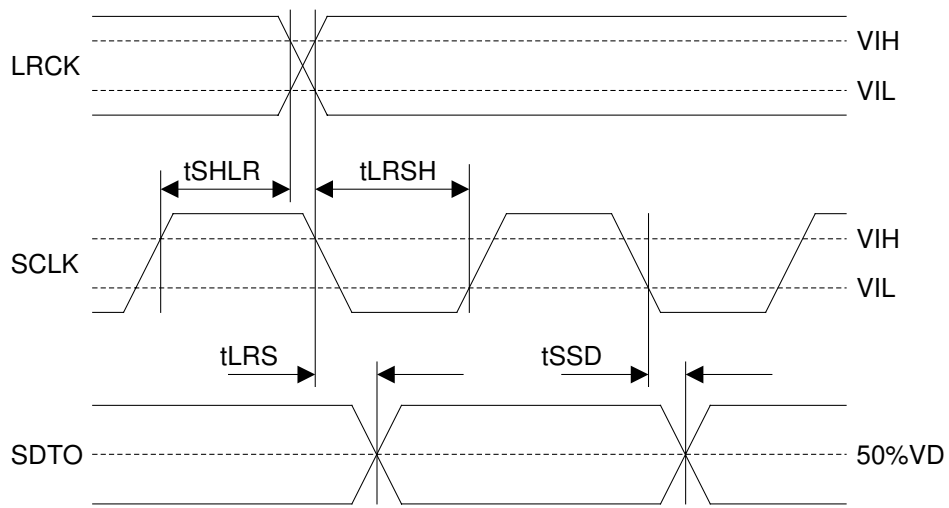 LRCK
VIH
VIL
tSHLR
tLRSH
SCLK
VIH
VIL
tLRS
tSSD
SDTO
50%VD